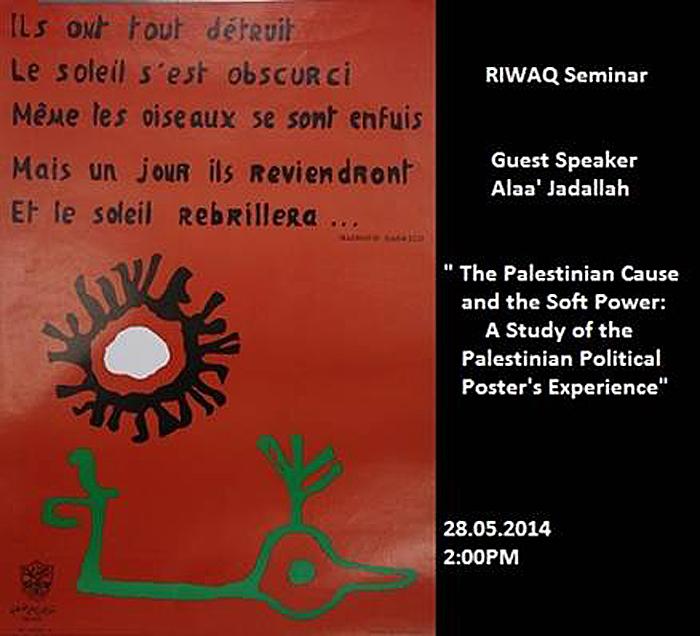 Ils ont tout détruit
Le soleil s'est obscurci
Même les oiseaux se sont enfuis
Mais un jour ils reviendront
Et le soleil rebrillera ...
RIWAQ Seminar
Guest Speaker
Alaa' Jadallah
" The Palestinian Cause
and the Soft Power:
A Study of the
Palestinian Political
Poster's Experience"
28.05.2014
2:00PM